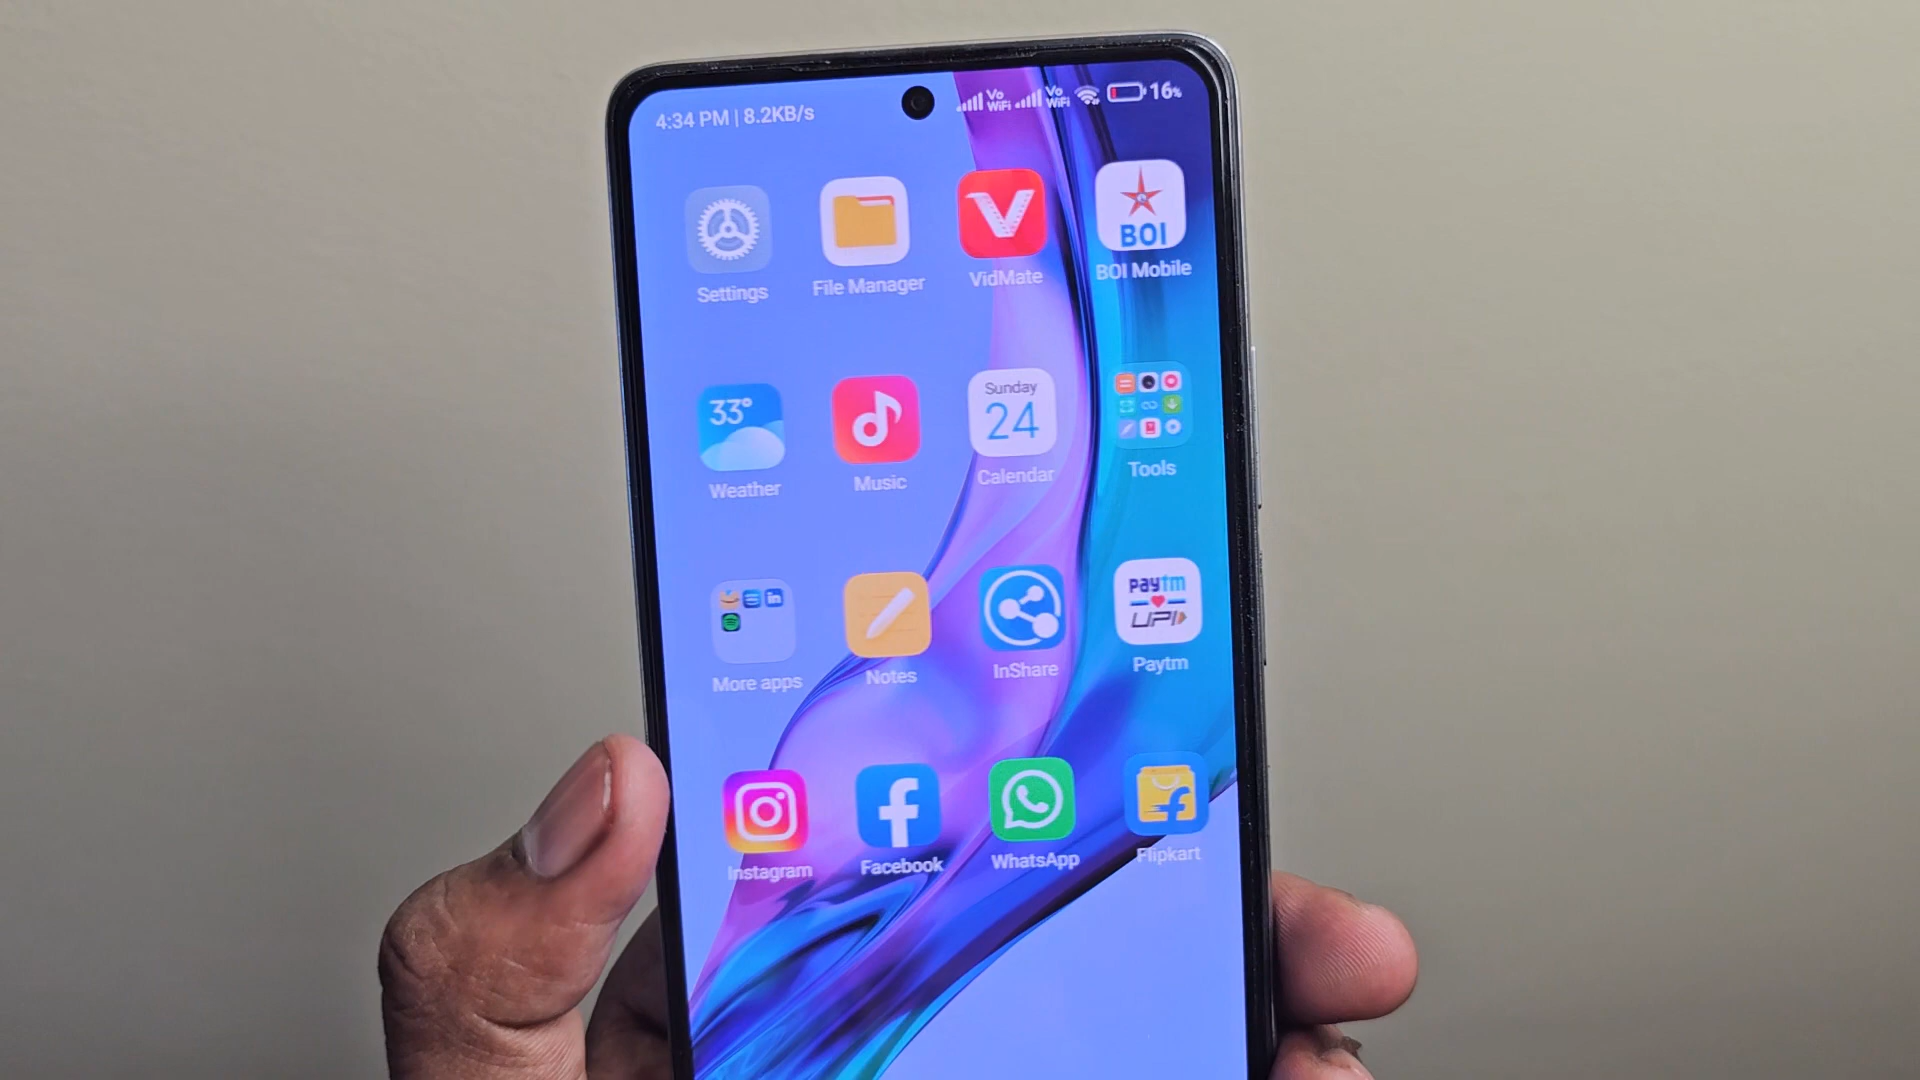 4:34 PM | 8.2KB/s Vo WiFi Vo WiFi 16%
BOI
Settings File Manager VidMate BOI Mobile
33° Sunday
24
Weather Music Calendar Tools
in Paytm
UPI
More apps Notes InShare Paytm
Instagram Facebook WhatsApp Flipkart